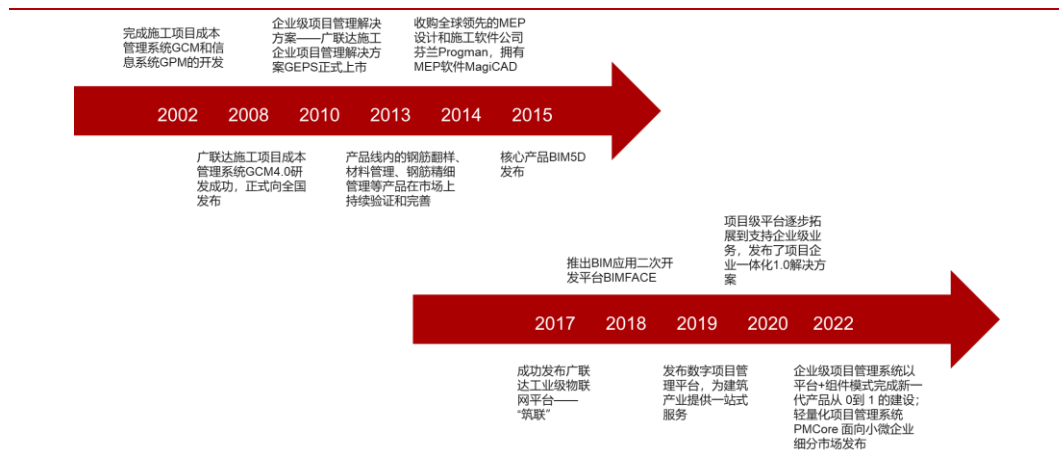 完成施工项目成本
管理系统GCM和信
息系统GPM的开发
企业级项目管理解决
方案——广联达施工
企业项目管理解决方
案GEPS正式上市
收购全球领先的MEP
设计和施工软件公司
芬兰Progman，拥有
MEP软件MagiCAD
2002 2008 2010 2013 2014 2015
广联达施工项目成本
管理系统GCM4.0研
发成功，正式向全国
发布
产品线内的钢筋翻样、
材料管理、钢筋精细
管理等产品在市场上
持续验证和完善
核心产品BIM5D
发布
推出BIM应用二次开
发平台BIMFACE
项目级平台逐步拓
展到支持企业级业
务，发布了项目企
业一体化1.0解决方
案
2017 2018 2019 2020 2022
成功发布广联
达工业级物联
网平台——
“筑联”
发布数字项目管
理平台，为建筑
产业提供一站式
服务
企业级项目管理系统以
平台+组件模式完成新一
代产品从 0到 1 的建设；
轻量化项目管理系统
PMCore 面向小微企业
细分市场发布